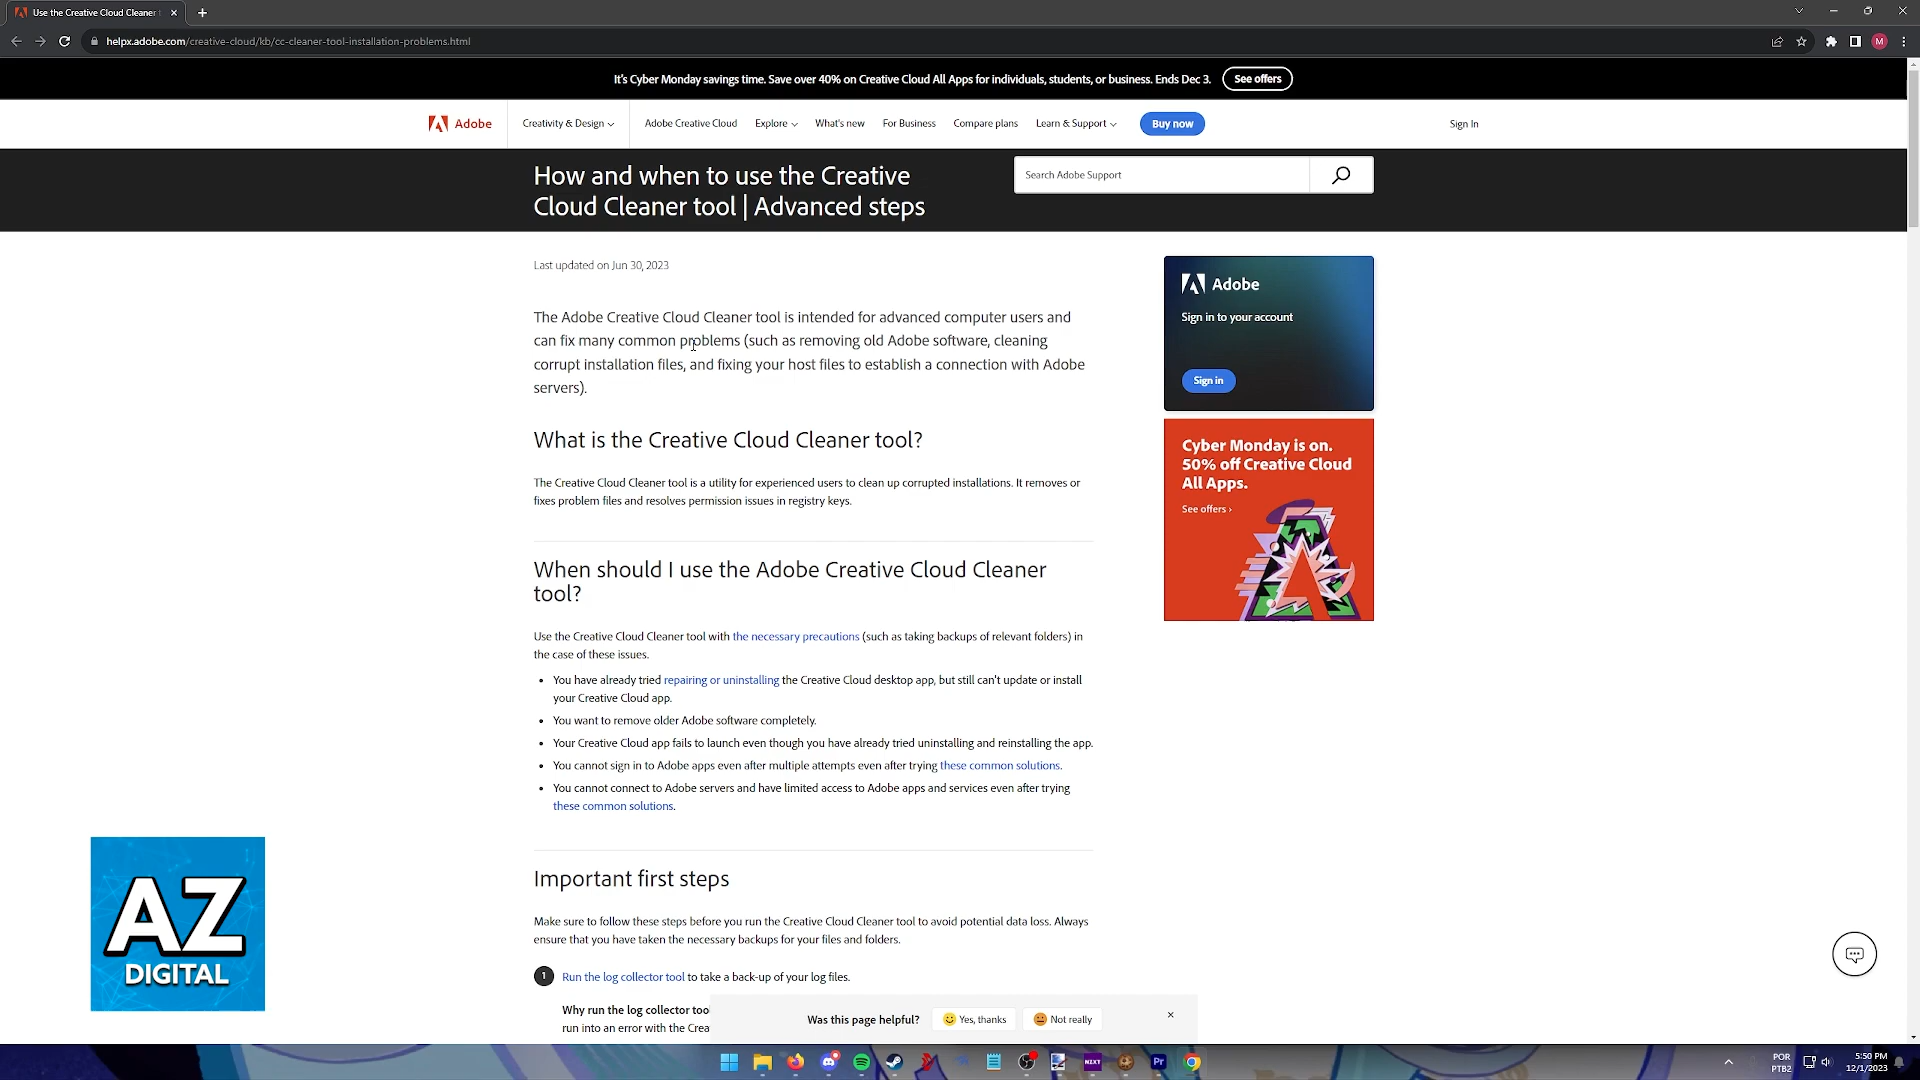 Use the Creative Cloud Cleaner t
helpx.adobe.com/creative-cloud/kb/cc-cleaner-tool-installation-problems.html
M
It's Cyber Monday savings time. Save over 40% on Creative Cloud All Apps for individuals, students, or business. Ends Dec 3. See offers
Adobe Creativity & Design Adobe Creative Cloud Explore What's new For Business Compare plans Learn & Support Buy now Sign In
How and when to use the Creative
Cloud Cleaner tool | Advanced steps
Search Adobe Support
Last updated on Jun 30, 2023
The Adobe Creative Cloud Cleaner tool is intended for advanced computer users and
can fix many common problems (such as removing old Adobe software, cleaning
corrupt installation files, and fixing your host files to establish a connection with Adobe
servers).
Adobe
Sign in to your account
Sign in
Cyber Monday is on.
50% off Creative Cloud
All Apps.
See offers ›
What is the Creative Cloud Cleaner tool?
The Creative Cloud Cleaner tool is a utility for experienced users to clean up corrupted installations. It removes or
fixes problem files and resolves permission issues in registry keys.
When should I use the Adobe Creative Cloud Cleaner
tool?
Use the Creative Cloud Cleaner tool with the necessary precautions (such as taking backups of relevant folders) in
the case of these issues.
• You have already tried repairing or uninstalling the Creative Cloud desktop app, but still can't update or install
your Creative Cloud app.
• You want to remove older Adobe software completely.
• Your Creative Cloud app fails to launch even though you have already tried uninstalling and reinstalling the app.
• You cannot sign in to Adobe apps even after multiple attempts even after trying these common solutions.
• You cannot connect to Adobe servers and have limited access to Adobe apps and services even after trying
these common solutions.
Important first steps
Make sure to follow these steps before you run the Creative Cloud Cleaner tool to avoid potential data loss. Always
ensure that you have taken the necessary backups for your files and folders.
1 Run the log collector tool to take a back-up of your log files.
Why run the log collector too
run into an error with the Crea
Was this page helpful? Yes, thanks Not really
AZ
DIGITAL
NEXT
Pr
POR
PTB2
5:50 PM
12/1/2023